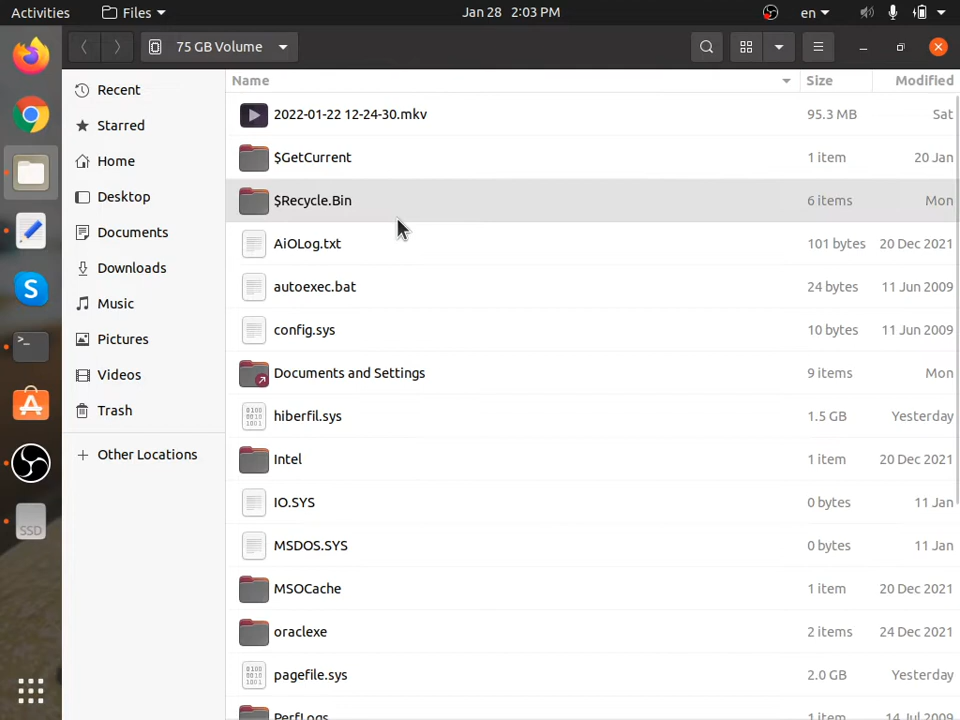 Activities Files Jan 28 2:03 PM en
75 GB Volume
Name Size Modified
Recent
Starred
Home
Desktop
Documents
Downloads
Music
Pictures
Videos
Trash
Other Locations
2022-01-22 12-24-30.mkv 95.3 MB Sat
$GetCurrent 1 item 20 Jan
$Recycle.Bin 6 items Mon
AiOLog.txt 101 bytes 20 Dec 2021
autoexec.bat 24 bytes 11 Jun 2009
config.sys 10 bytes 11 Jun 2009
Documents and Settings 9 items Mon
hiberfil.sys 1.5 GB Yesterday
Intel 1 item 20 Dec 2021
IO.SYS 0 bytes 11 Jan
MSDOS.SYS 0 bytes 11 Jan
MSOCache 1 item 20 Dec 2021
oraclexe 2 items 24 Dec 2021
pagefile.sys 2.0 GB Yesterday
PerfLogs 1 item 14 Jul 2009
SSD